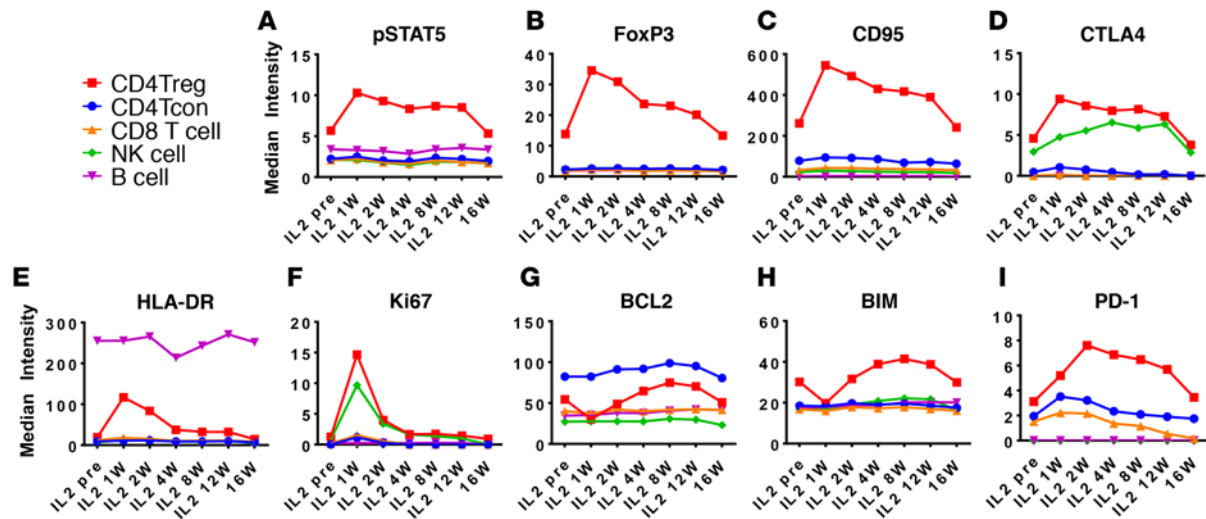 A
pSTAT5
B
FoxP3
C
CD95
D
CTLA4
CD4Treg
CD4Tcon
CD8 T cell
NK cell
B cell
Median Intensity
15
10
5
0
IL2 pre
IL2 1W
IL2 2W
IL2 4W
IL2 8W
IL2 12W
16W
40
30
20
10
0
IL2 pre
IL2 1W
IL2 2W
IL2 4W
IL2 8W
IL2 12W
16W
600
400
200
0
IL2 pre
IL2 1W
IL2 2W
IL2 4W
IL2 8W
IL2 12W
16W
15
10
5
0
IL2 pre
IL2 1W
IL2 2W
IL2 4W
IL2 8W
IL2 12W
16W
E
HLA-DR
F
Ki67
G
BCL2
H
BIM
I
PD-1
Median Intensity
300
200
100
0
IL2 pre
IL2 1W
IL2 2W
IL2 4W
IL2 8W
IL2 12W
16W
20
15
10
5
0
IL2 pre
IL2 1W
IL2 2W
IL2 4W
IL2 8W
IL2 12W
16W
150
100
50
0
IL2 pre
IL2 1W
IL2 2W
IL2 4W
IL2 8W
IL2 12W
16W
60
40
20
0
IL2 pre
IL2 1W
IL2 2W
IL2 4W
IL2 8W
IL2 12W
16W
10
8
6
4
2
0
IL2 pre
IL2 1W
IL2 2W
IL2 4W
IL2 8W
IL2 12W
16W